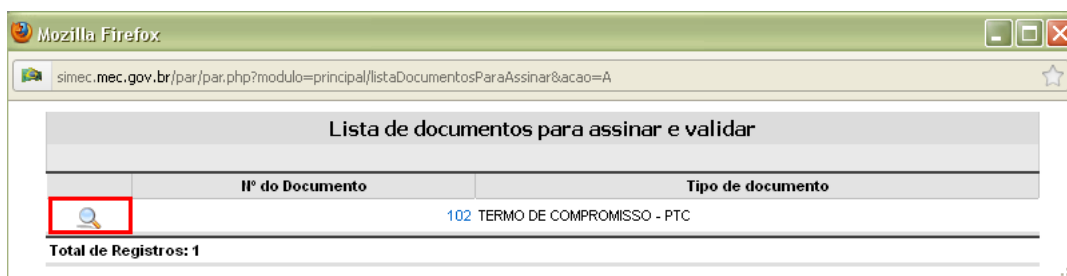 Mozilla Firefox
simec.mec.gov.br/par/par.php?modulo=principal/listaDocumentosParaAssinar&acao=A
Lista de documentos para assinar e validar
Nº do Documento Tipo de documento
102 TERMO DE COMPROMISSO - PTC
Total de Registros: 1